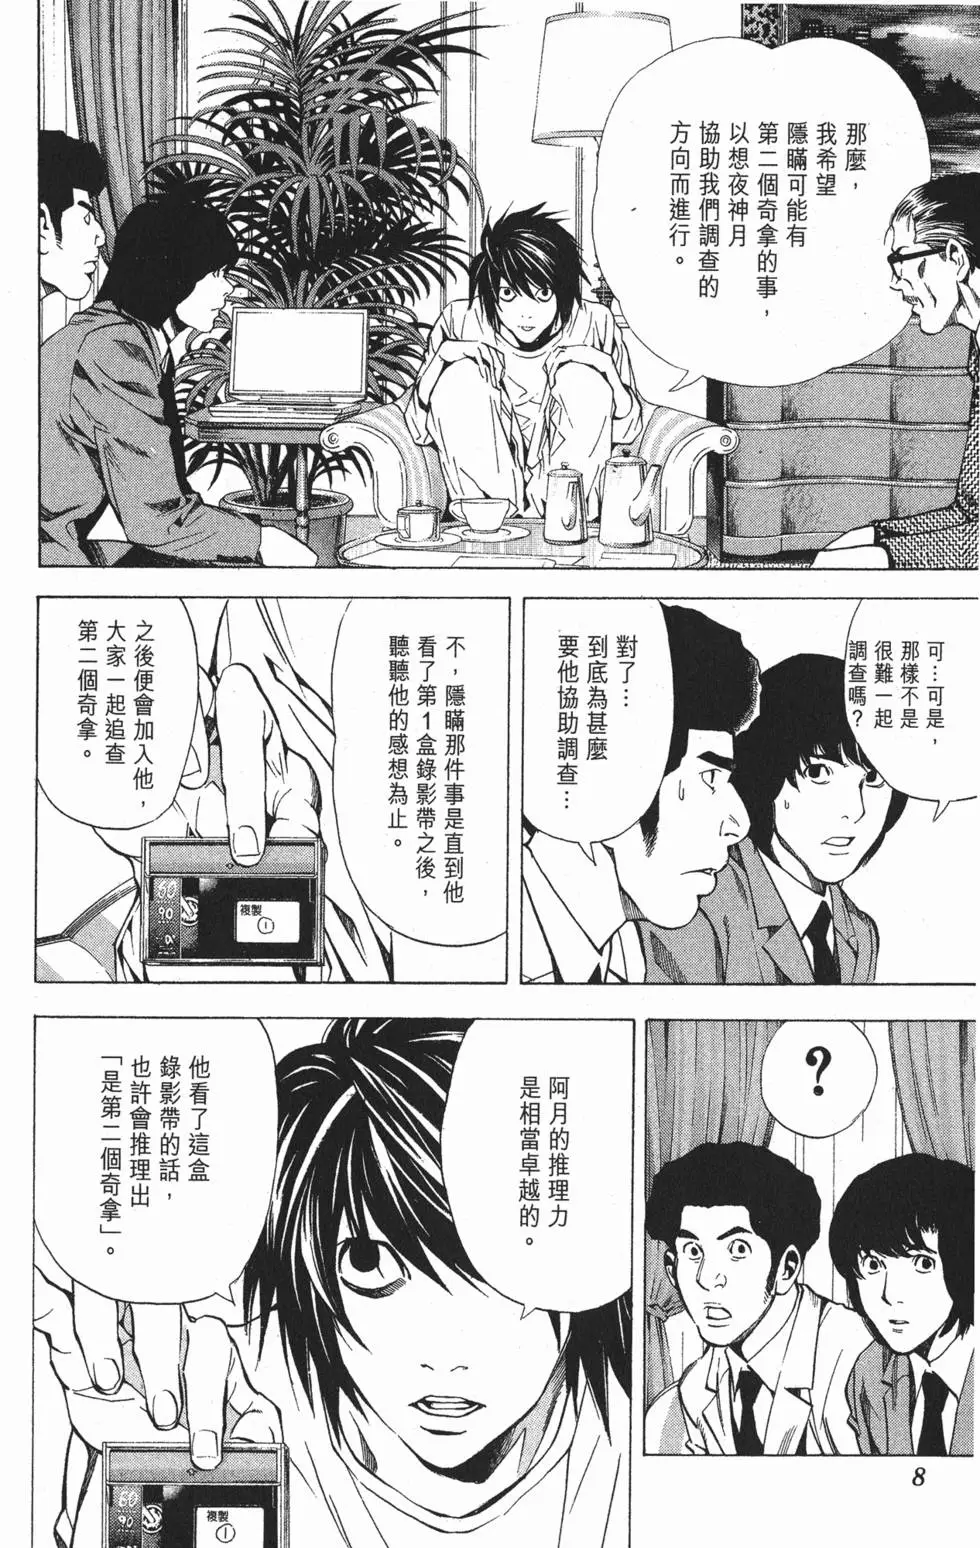 那麼，
我希望
隱瞞可能有
第二個奇拿的事，
以想夜神月
協助我們調查的
方向而進行。
可…可是，
那樣不是
很難一起
調查嗎？
對了…
到底為甚麼
要他協助調查…
不，隱瞞那件事是直到他
看了第1盒錄影帶之後，
聽聽他的感想為止。
之後便會加入他，
大家一起追查
第二個奇拿。
60
90
複製
①
？
阿月的推理力
是相當卓越的。
他看了這盒
錄影帶的話，
也許會推理出
「是第二個奇拿」。
60
90
複製
①
8